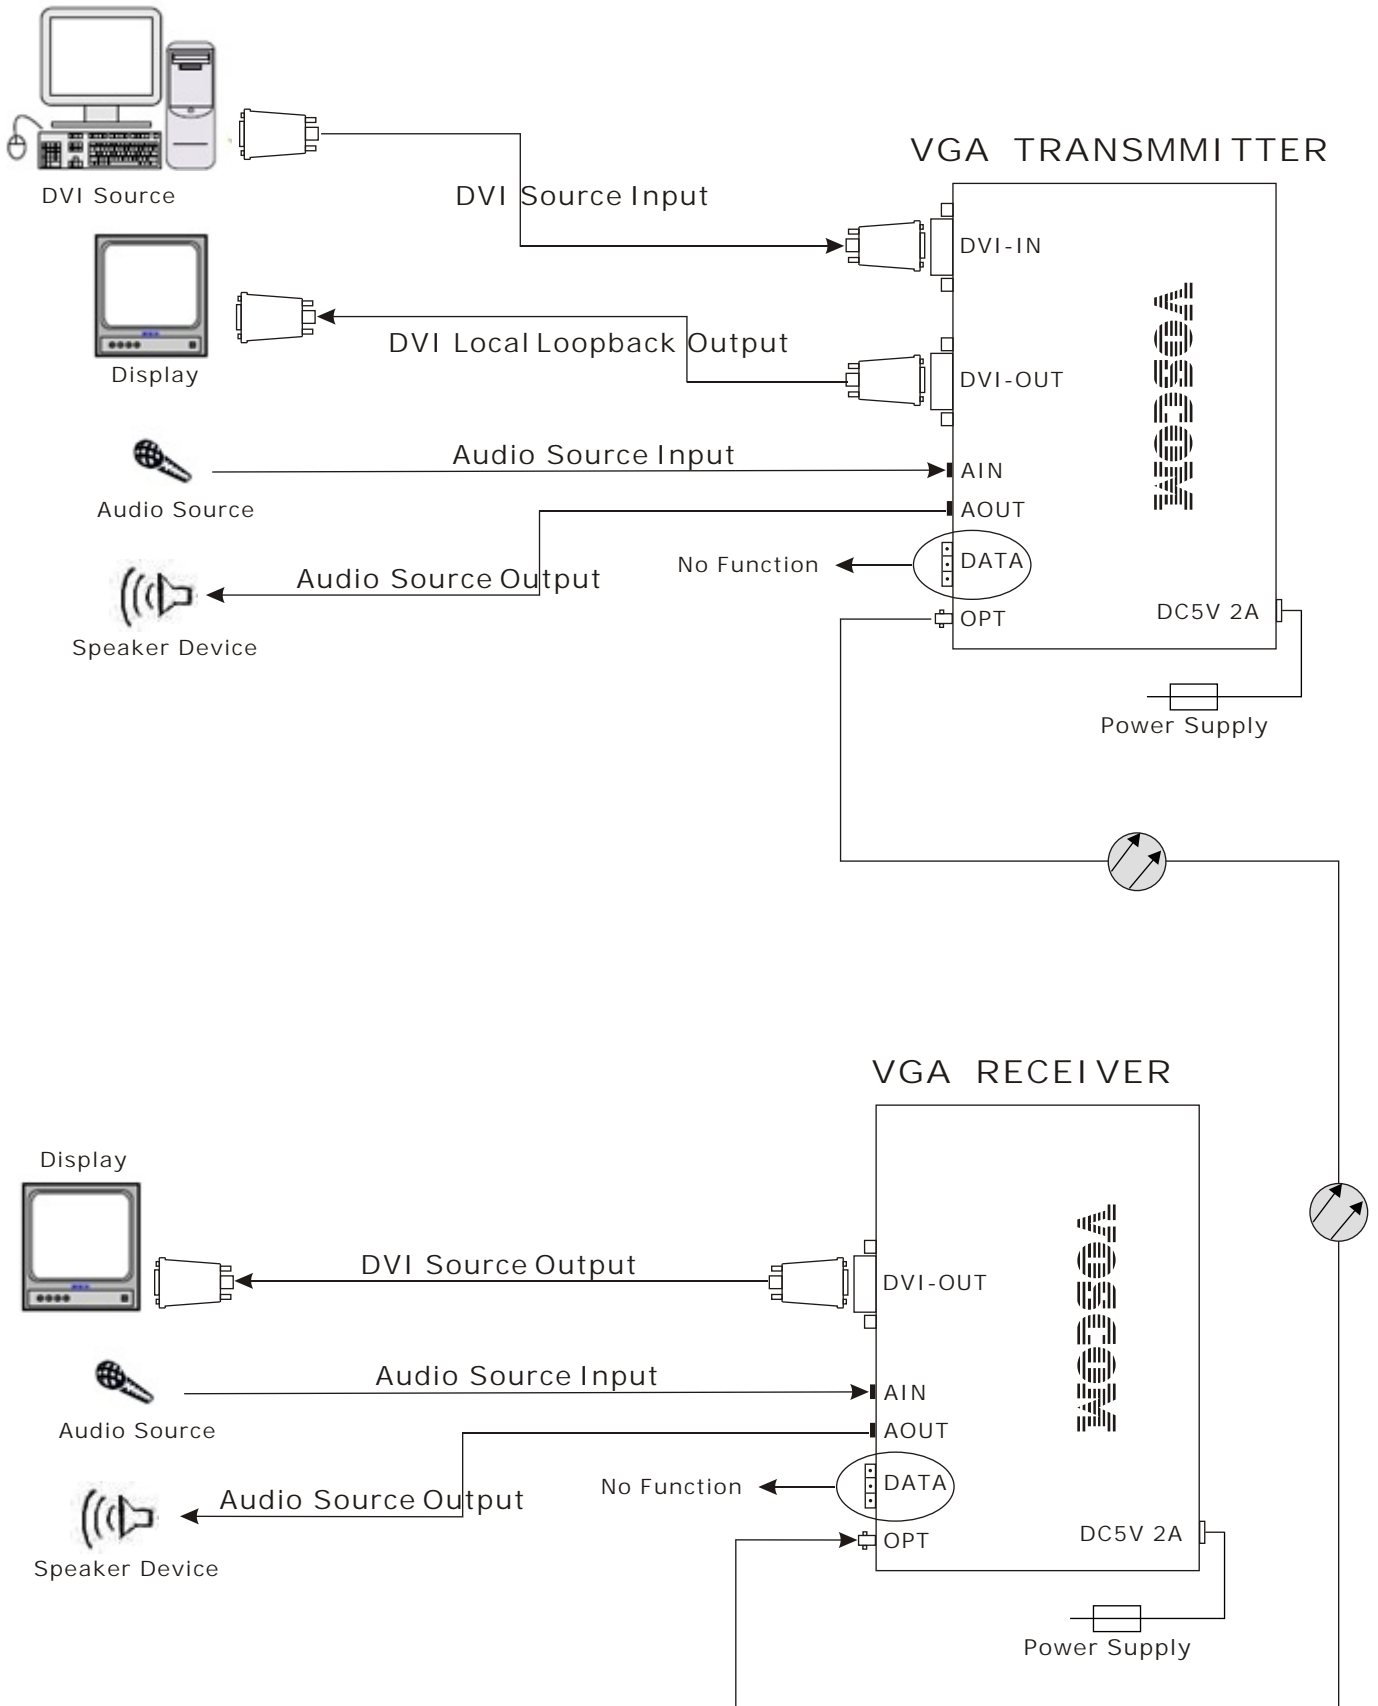 VGA TRANSMMITTER
DVI Source
DVI Source Input
DVI-IN
DVI Local Loopback Output
Display
DVI-OUT
VOSCOM
Audio Source Input
AIN
Audio Source
AOUT
No Function
DATA
Audio Source Output
DC5V 2A
OPT
Speaker Device
Power Supply
VGA RECEIVER
Display
DVI Source Output
DVI-OUT
VOSCOM
Audio Source Input
AIN
Audio Source
AOUT
No Function
DATA
Audio Source Output
DC5V 2A
OPT
Speaker Device
Power Supply